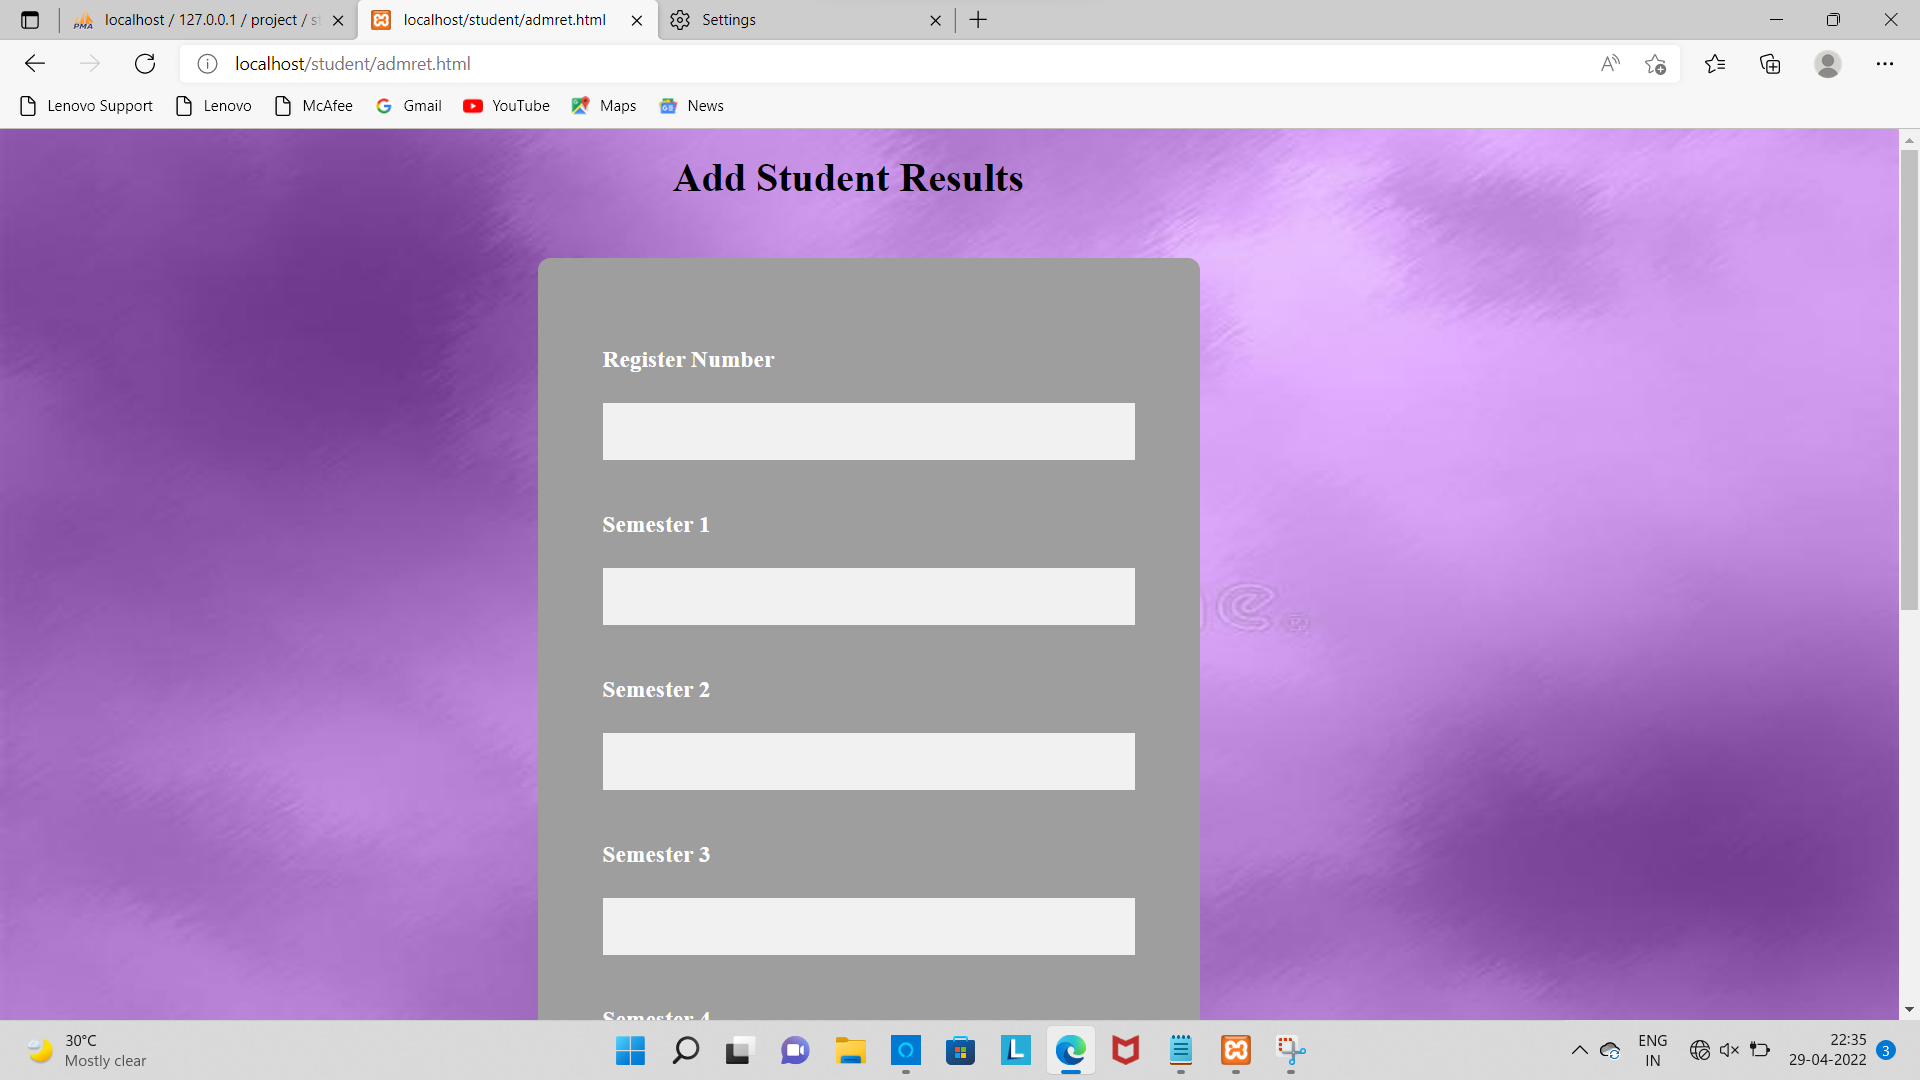 localhost / 127.0.0.1 / project / s
localhost/student/admret.html
Settings
localhost/student/admret.html
Lenovo Support
Lenovo
McAfee
Gmail
YouTube
Maps
News
Add Student Results
Register Number
Semester 1
Semester 2
Semester 3
Semester 4
30°C
Mostly clear
ENG
IN
22:35
29-04-2022
3